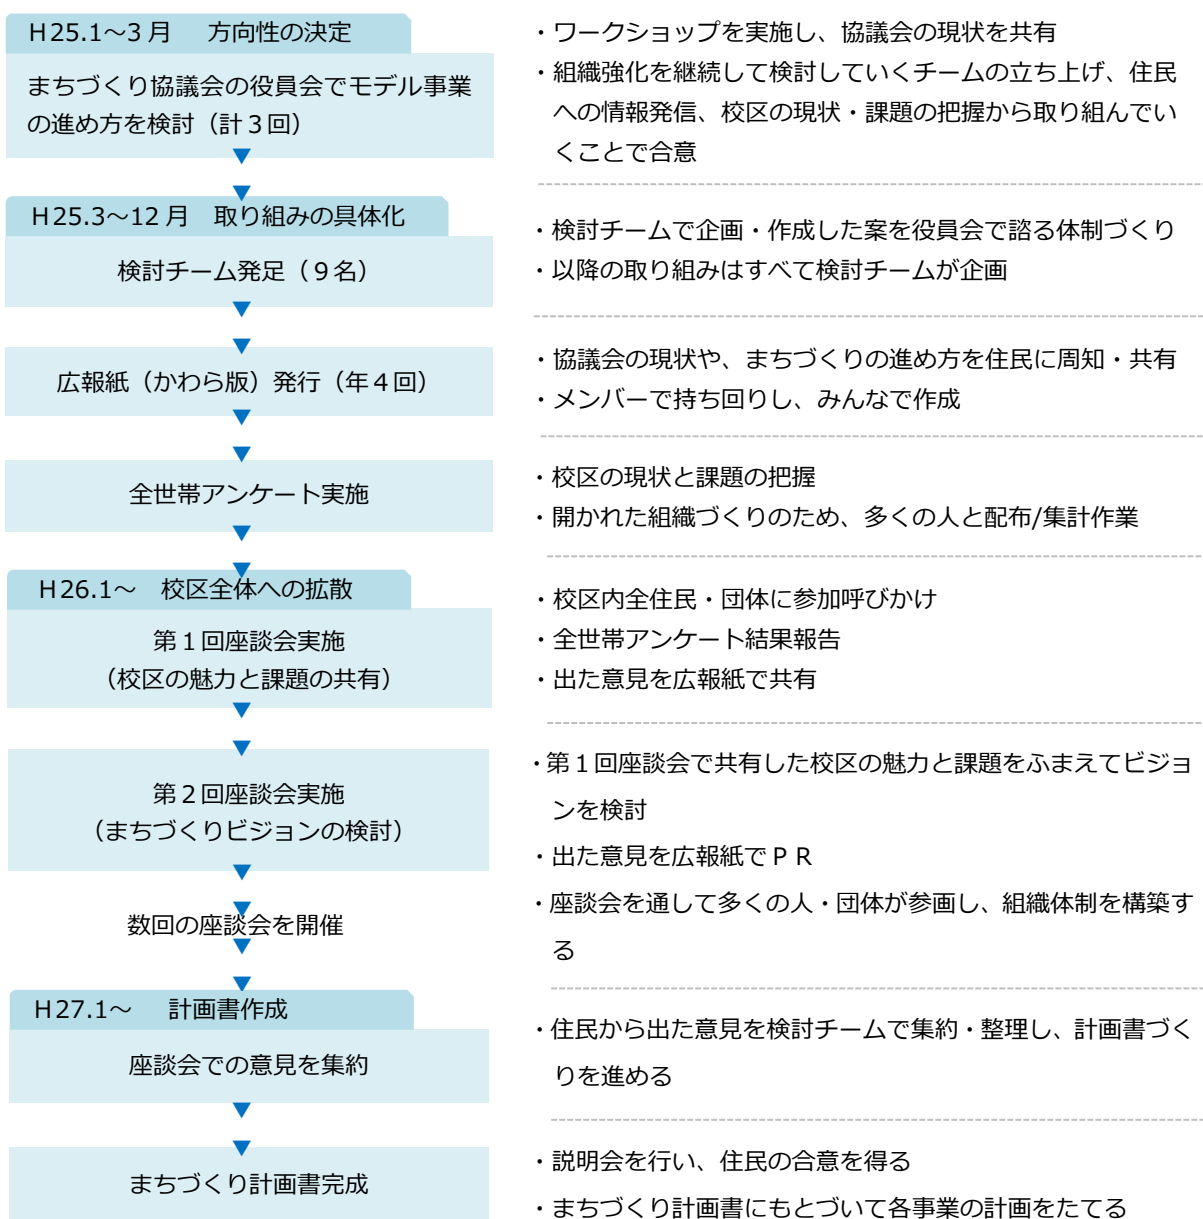 H25.1～3月　方向性の決定
まちづくり協議会の役員会でモデル事業
の進め方を検討（計３回）
・ワークショップを実施し、協議会の現状を共有
・組織強化を継続して検討していくチームの立ち上げ、住民
への情報発信、校区の現状・課題の把握から取り組んでい
くことで合意
H25.3～12月　取り組みの具体化
検討チーム発足（９名）
・検討チームで企画・作成した案を役員会で諮る体制づくり
・以降の取り組みはすべて検討チームが企画
広報紙（かわら版）発行（年４回）
・協議会の現状や、まちづくりの進め方を住民に周知・共有
・メンバーで持ち回りし、みんなで作成
全世帯アンケート実施
・校区の現状と課題の把握
・開かれた組織づくりのため、多くの人と配布/集計作業
H26.1～　校区全体への拡散
第１回座談会実施
（校区の魅力と課題の共有）
・校区内全住民・団体に参加呼びかけ
・全世帯アンケート結果報告
・出た意見を広報紙で共有
第２回座談会実施
（まちづくりビジョンの検討）
・第１回座談会で共有した校区の魅力と課題をふまえてビジョ
ンを検討
・出た意見を広報紙でＰＲ
・座談会を通して多くの人・団体が参画し、組織体制を構築す
る
数回の座談会を開催
H27.1～　計画書作成
座談会での意見を集約
・住民から出た意見を検討チームで集約・整理し、計画書づく
りを進める
まちづくり計画書完成
・説明会を行い、住民の合意を得る
・まちづくり計画書にもとづいて各事業の計画をたてる